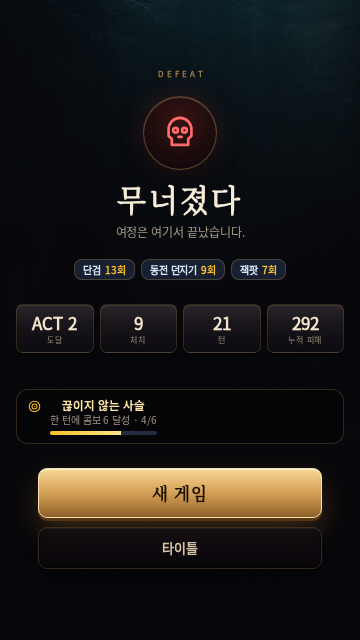 DEFEAT
무너졌다
여정은 여기서 끝났습니다.
단검 13회 동전 던지기 9회 잭팟 7회
ACT 2 9 21 292
도달 처치 턴 누적 피해
끊이지 않는 사슬
한 턴에 콤보 6 달성 · 4/6
새 게임
타이틀